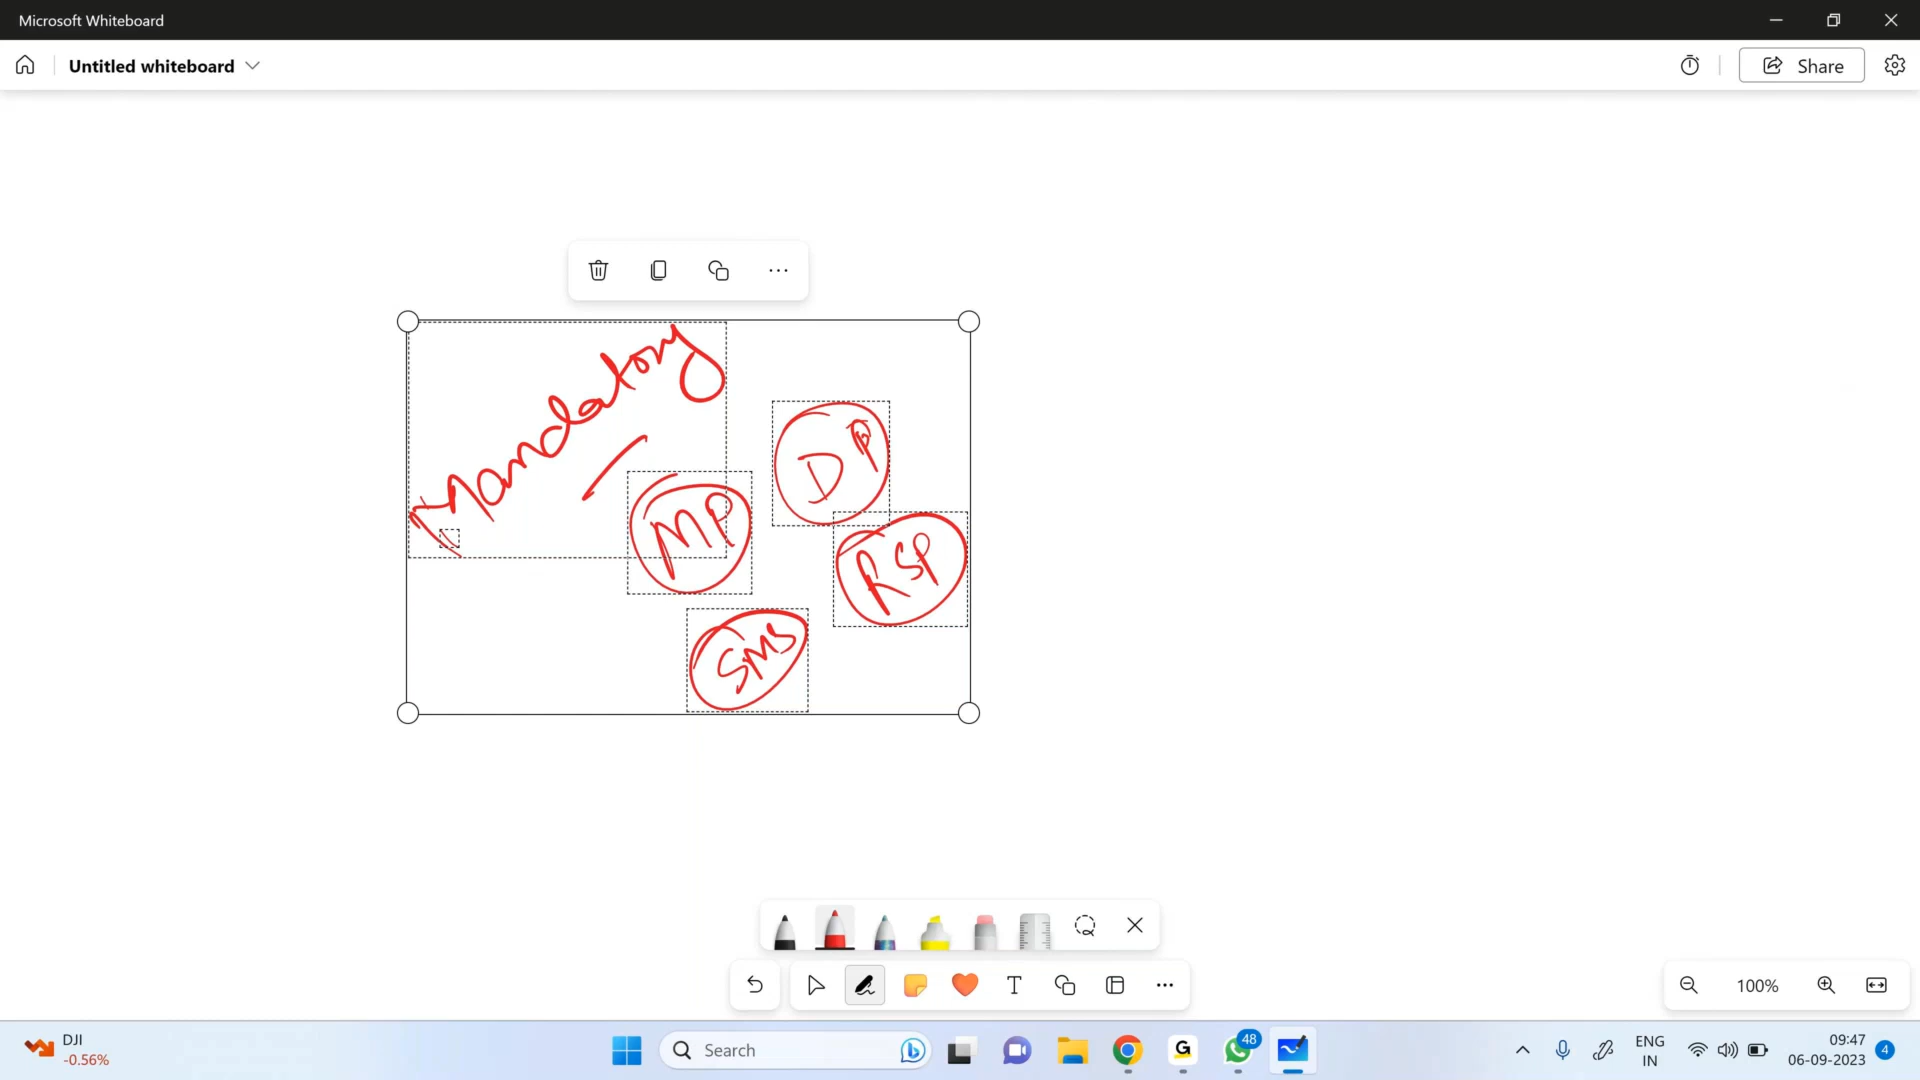 Microsoft Whiteboard
Untitled whiteboard
Share
Mandatory
DP
MP
RSP
SMS
T
100%
DJI
-0.56%
Search
48
ENG
IN
09:47
06-09-2023
4